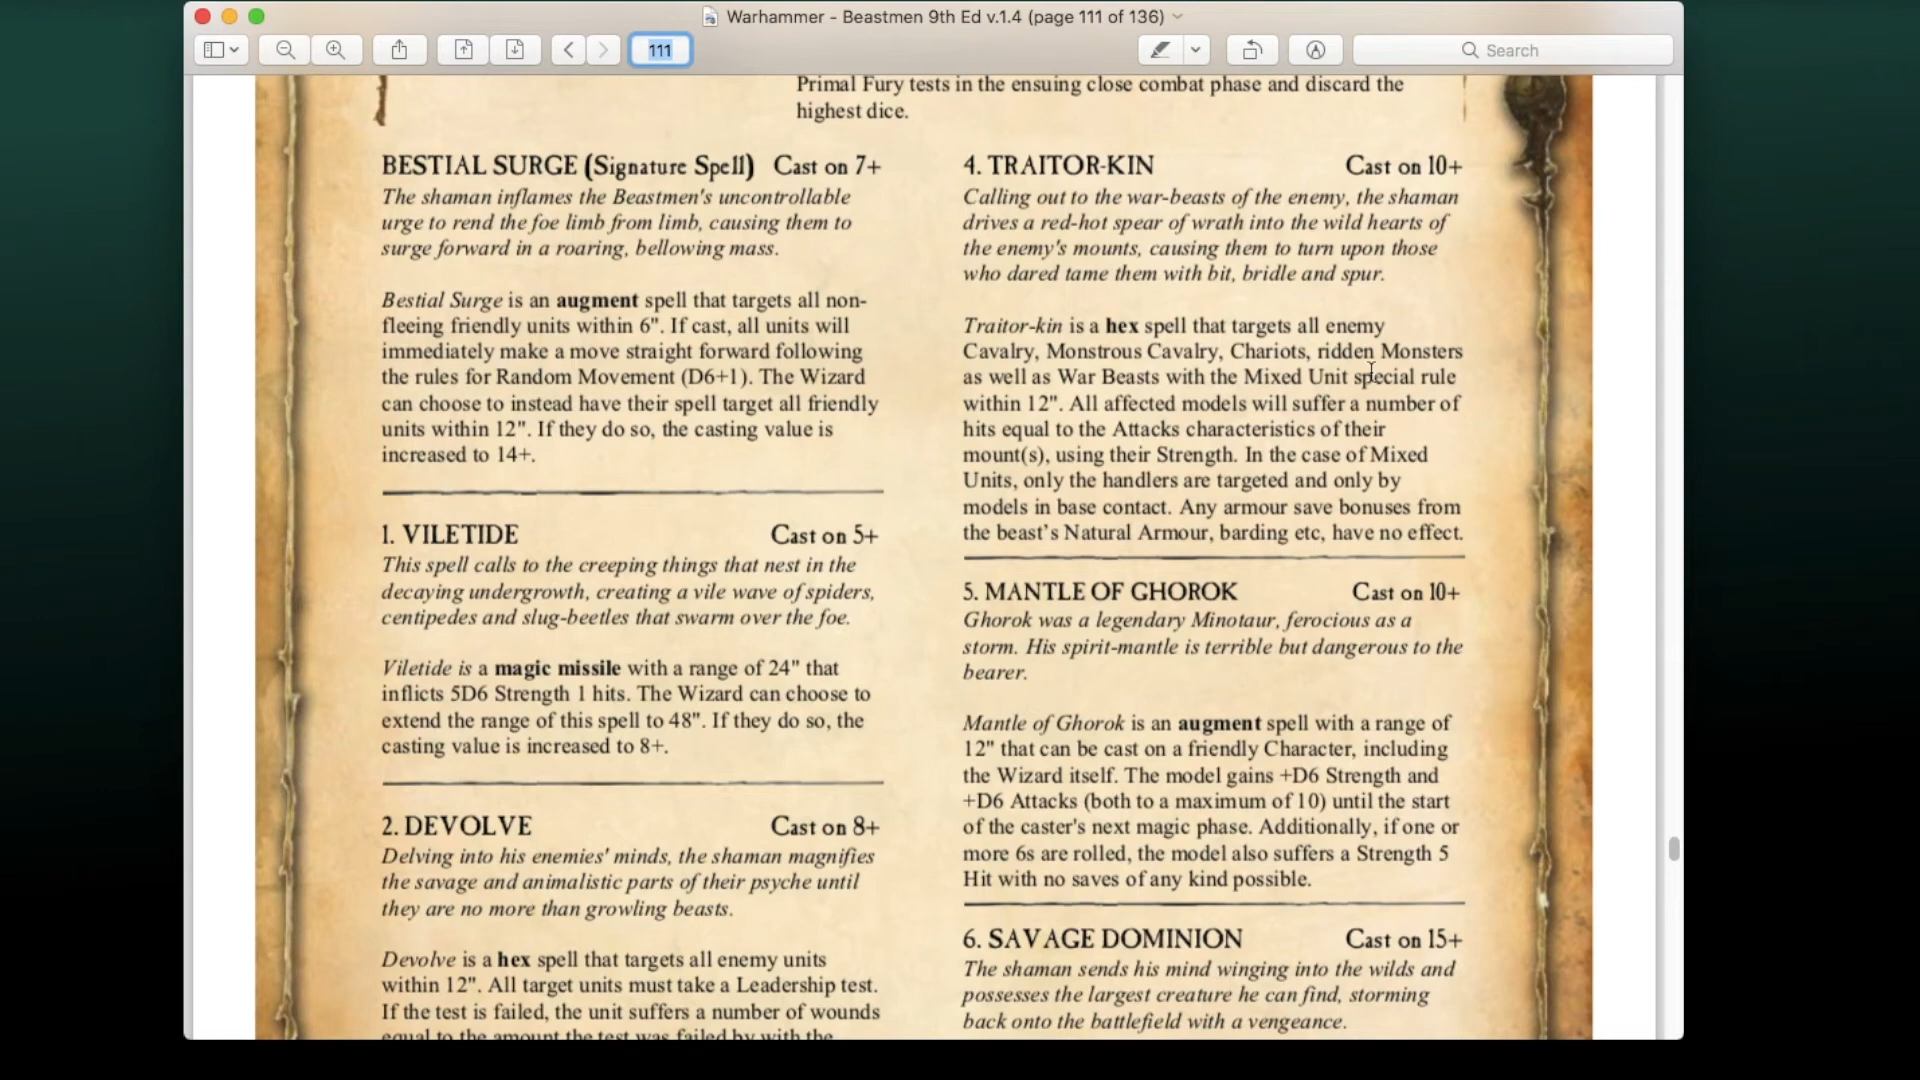 Warhammer - Beastmen 9th Ed v.1.4 (page 111 of 136)
111
Search
Primal Fury tests in the ensuing close combat phase and discard the
highest dice.
BESTIAL SURGE (Signature Spell) Cast on 7+
The shaman inflames the Beastmen's uncontrollable
urge to rend the foe limb from limb, causing them to
surge forward in a roaring, bellowing mass.
Bestial Surge is an augment spell that targets all non-
fleeing friendly units within 6". If cast, all units will
immediately make a move straight forward following
the rules for Random Movement (D6+1). The Wizard
can choose to instead have their spell target all friendly
units within 12". If they do so, the casting value is
increased to 14+.
1. VILETIDE Cast on 5+
This spell calls to the creeping things that nest in the
decaying undergrowth, creating a vile wave of spiders,
centipedes and slug-beetles that swarm over the foe.
Viletide is a magic missile with a range of 24" that
inflicts 5D6 Strength 1 hits. The Wizard can choose to
extend the range of this spell to 48". If they do so, the
casting value is increased to 8+.
2. DEVOLVE Cast on 8+
Delving into his enemies' minds, the shaman magnifies
the savage and animalistic parts of their psyche until
they are no more than growling beasts.
Devolve is a hex spell that targets all enemy units
within 12". All target units must take a Leadership test.
If the test is failed, the unit suffers a number of wounds
equal to the amount the test was failed by with the
4. TRAITOR-KIN Cast on 10+
Calling out to the war-beasts of the enemy, the shaman
drives a red-hot spear of wrath into the wild hearts of
the enemy's mounts, causing them to turn upon those
who dared tame them with bit, bridle and spur.
Traitor-kin is a hex spell that targets all enemy
Cavalry, Monstrous Cavalry, Chariots, ridden Monsters
as well as War Beasts with the Mixed Unit special rule
within 12". All affected models will suffer a number of
hits equal to the Attacks characteristics of their
mount(s), using their Strength. In the case of Mixed
Units, only the handlers are targeted and only by
models in base contact. Any armour save bonuses from
the beast's Natural Armour, barding etc, have no effect.
5. MANTLE OF GHOROK Cast on 10+
Ghorok was a legendary Minotaur, ferocious as a
storm. His spirit-mantle is terrible but dangerous to the
bearer.
Mantle of Ghorok is an augment spell with a range of
12" that can be cast on a friendly Character, including
the Wizard itself. The model gains +D6 Strength and
+D6 Attacks (both to a maximum of 10) until the start
of the caster's next magic phase. Additionally, if one or
more 6s are rolled, the model also suffers a Strength 5
Hit with no saves of any kind possible.
6. SAVAGE DOMINION Cast on 15+
The shaman sends his mind winging into the wilds and
possesses the largest creature he can find, storming
back onto the battlefield with a vengeance.